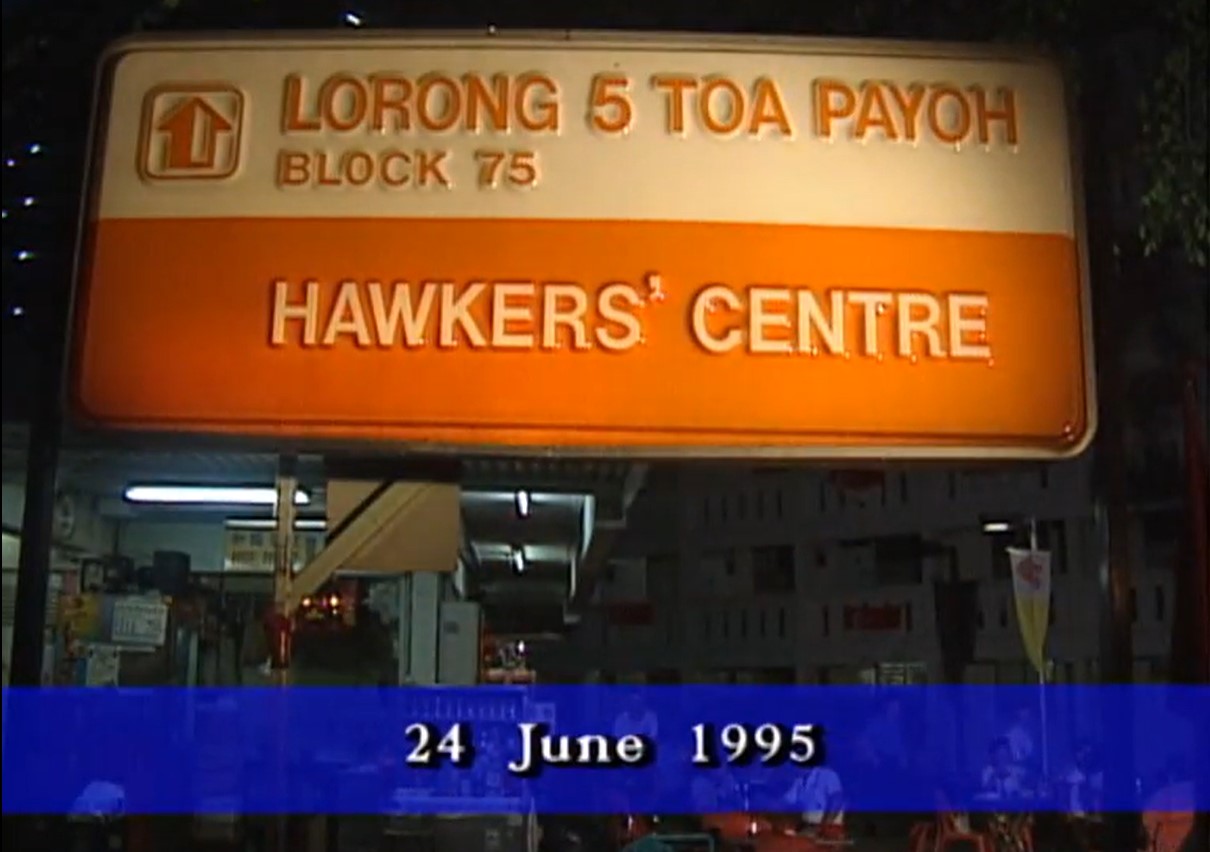 LORONG 5 TOA PAYOH
BLOCK 75
HAWKERS' CENTRE
24 June 1995